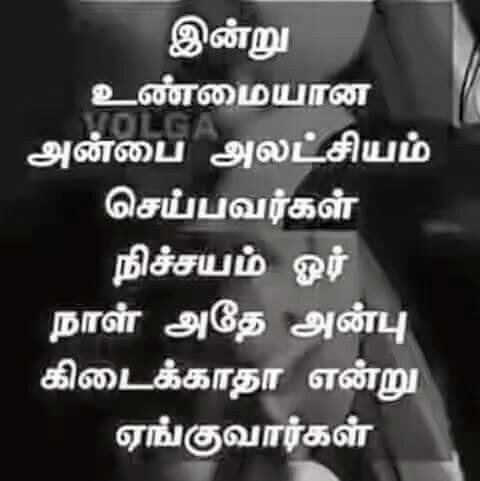 இன்று
உண்மையான
VOLGA
அன்பை அலட்சியம்
செய்பவர்கள்
நிச்சயம் ஓர்
நாள் அதே அன்பு
கிடைக்காதா என்று
ஏங்குவார்கள்